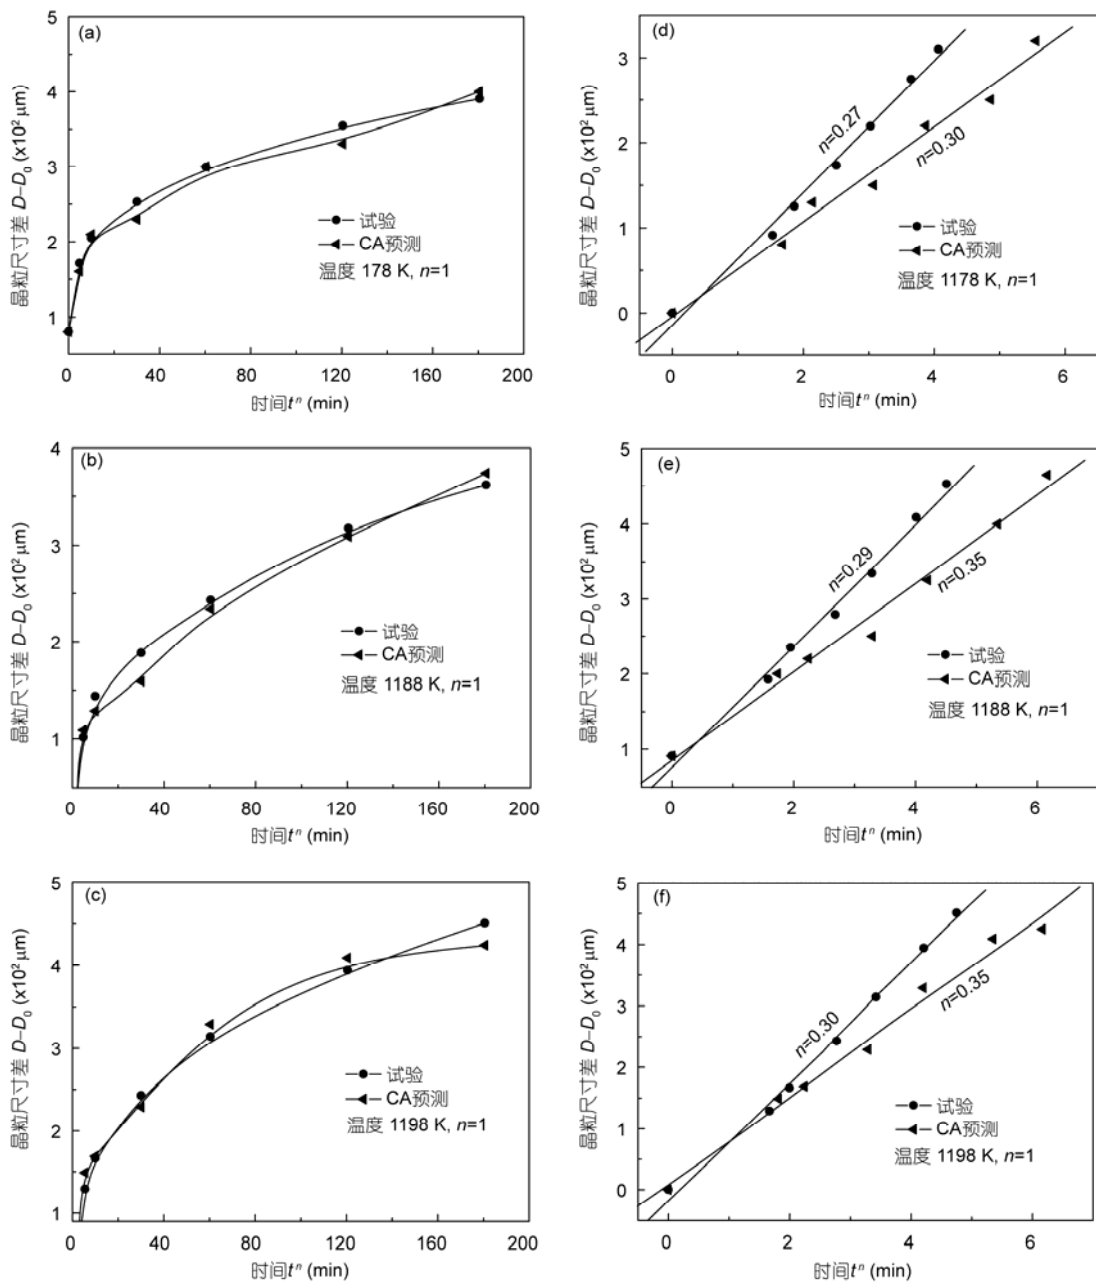 (a)
晶粒尺寸差 D–D₀ (x10² μm)
5
4
3
2
1
试验
CA预测
温度 178 K, n=1
0 40 80 120 160 200
时间tⁿ (min)
(d)
晶粒尺寸差 D–D₀ (x10² μm)
3
2
1
0
n=0.27
n=0.30
试验
CA预测
温度 1178 K, n=1
0 2 4 6
时间tⁿ (min)
(b)
晶粒尺寸差 D–D₀ (x10² μm)
4
3
2
1
试验
CA预测
温度 1188 K, n=1
0 40 80 120 160 200
时间tⁿ (min)
(e)
晶粒尺寸差 D–D₀ (x10² μm)
5
4
3
2
1
n=0.29
n=0.35
试验
CA预测
温度 1188 K, n=1
0 2 4 6
时间tⁿ (min)
(c)
晶粒尺寸差 D–D₀ (x10² μm)
5
4
3
2
1
试验
CA预测
温度 1198 K, n=1
0 40 80 120 160 200
时间tⁿ (min)
(f)
晶粒尺寸差 D–D₀ (x10² μm)
5
4
3
2
1
0
n=0.30
n=0.35
试验
CA预测
温度 1198 K, n=1
0 2 4 6
时间tⁿ (min)